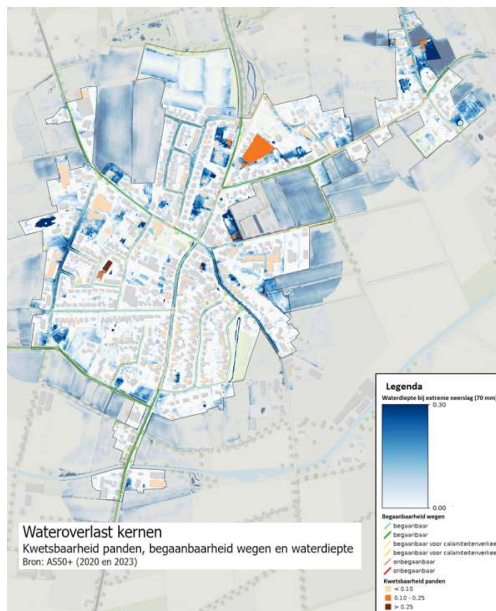 Wateroverlast kernen
Kwetsbaarheid panden, begaanbaarheid wegen en waterdiepte
Bron: AS50+ (2020 en 2023)
Legenda
Waterdiepte bij extreme neerslag (70 mm)
0.30
0.00
Begaanbaarheid wegen
begaanbaar
begaanbaar
begaanbaar voor calamiteitenverkee
begaanbaar voor calamiteitenverkee
onbegaanbaar
onbegaanbaar
Kwetsbaarheid panden
< 0.10
0.10 - 0.25
> 0.25